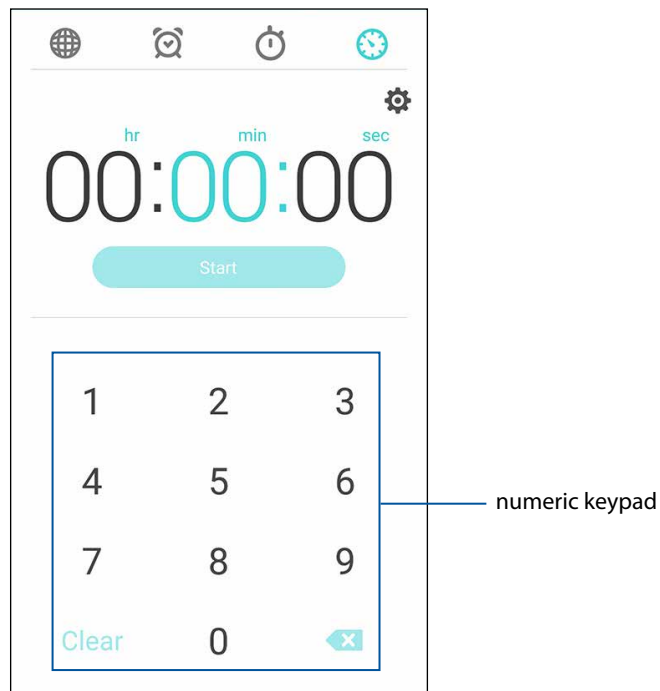 hr min sec
00:00:00
Start
1 2 3
4 5 6
numeric keypad
7 8 9
Clear 0